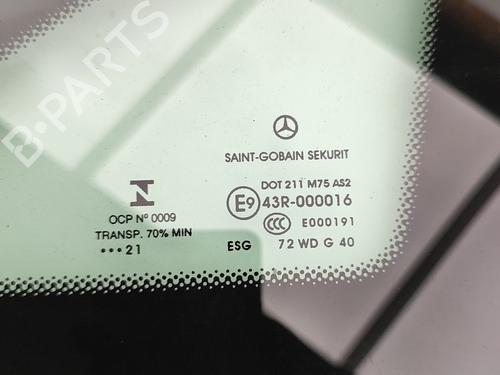 B-PARTS
SAINT-GOBAIN SEKURIT
DOT 211 M75 AS2
E9 43R-000016
CCC E000191
ESG 72 WD G 40
N
OCP Nº 0009
TRANSP. 70% MIN
•••21